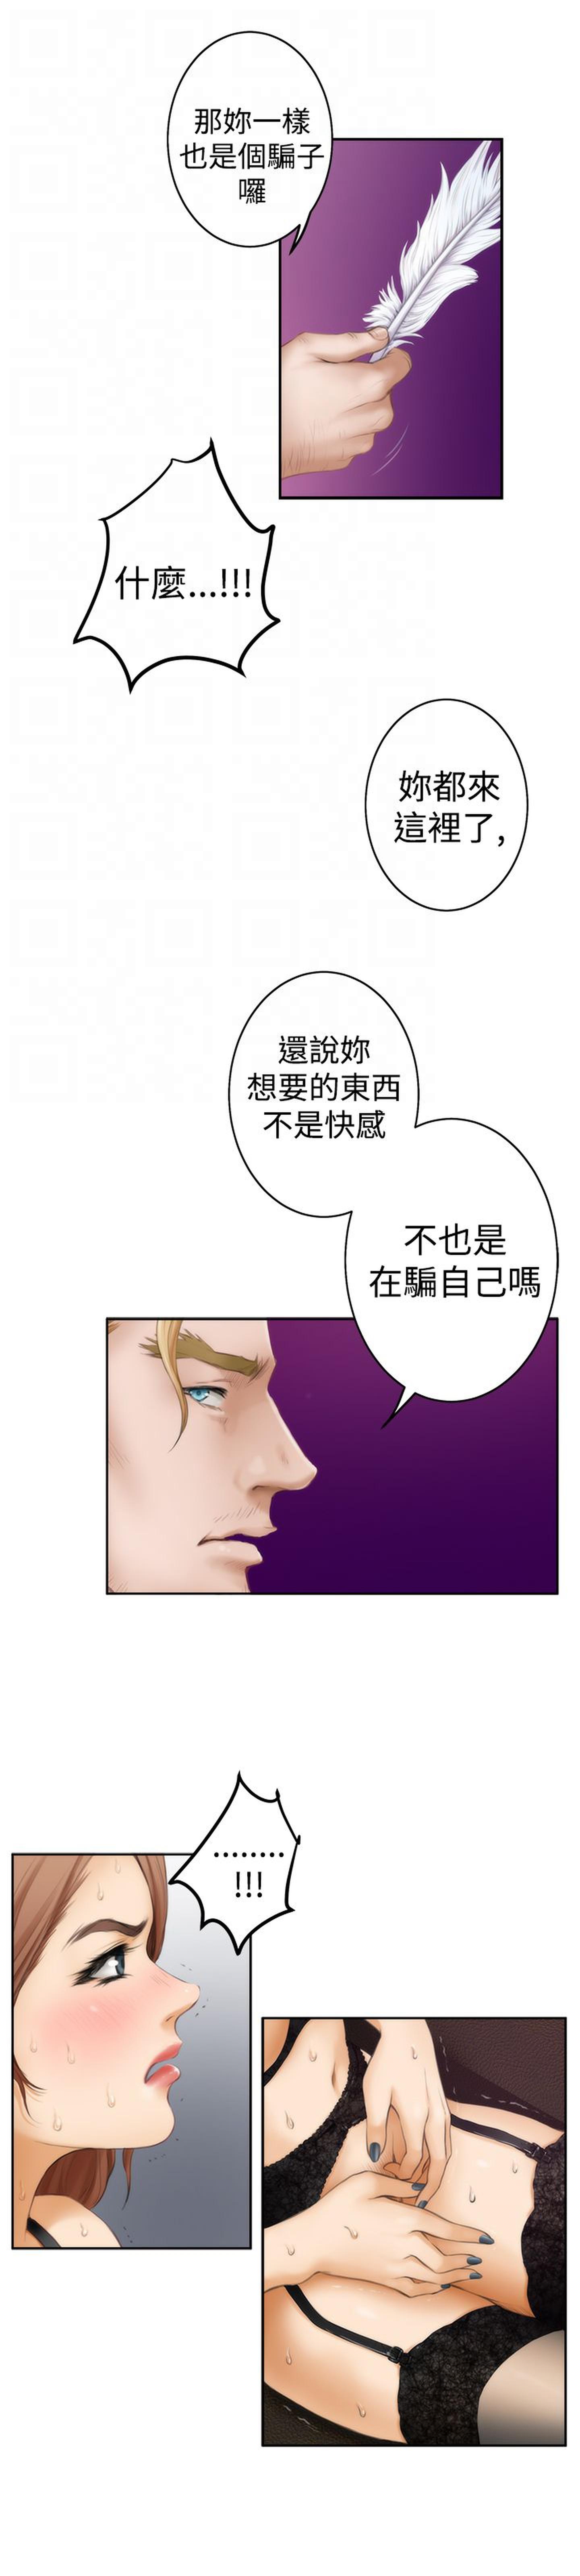 那妳一樣
也是個騙子
囉
什麼...!!!
妳都來
這裡了,
還說妳
想要的東西
不是快感
不也是
在騙自己嗎
........
!!!